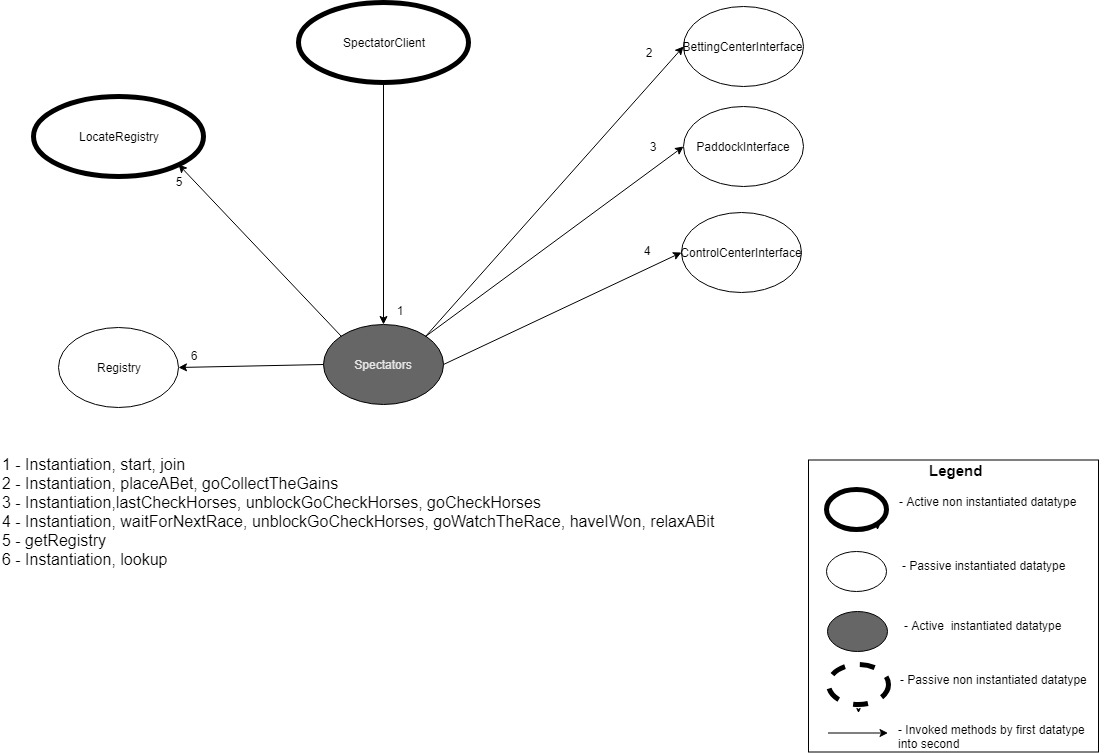 SpectatorClient
BettingCenterInterface
2
LocateRegistry
PaddockInterface
3
5
ControlCenterInterface
4
1
6
Registry
Spectators
1 - Instantiation, start, join
2 - Instantiation, placeABet, goCollectTheGains
3 - Instantiation,lastCheckHorses, unblockGoCheckHorses, goCheckHorses
4 - Instantiation, waitForNextRace, unblockGoCheckHorses, goWatchTheRace, haveIWon, relaxABit
5 - getRegistry
6 - Instantiation, lookup
Legend
- Active non instantiated datatype
- Passive instantiated datatype
- Active instantiated datatype
- Passive non instantiated datatype
- Invoked methods by first datatype
into second